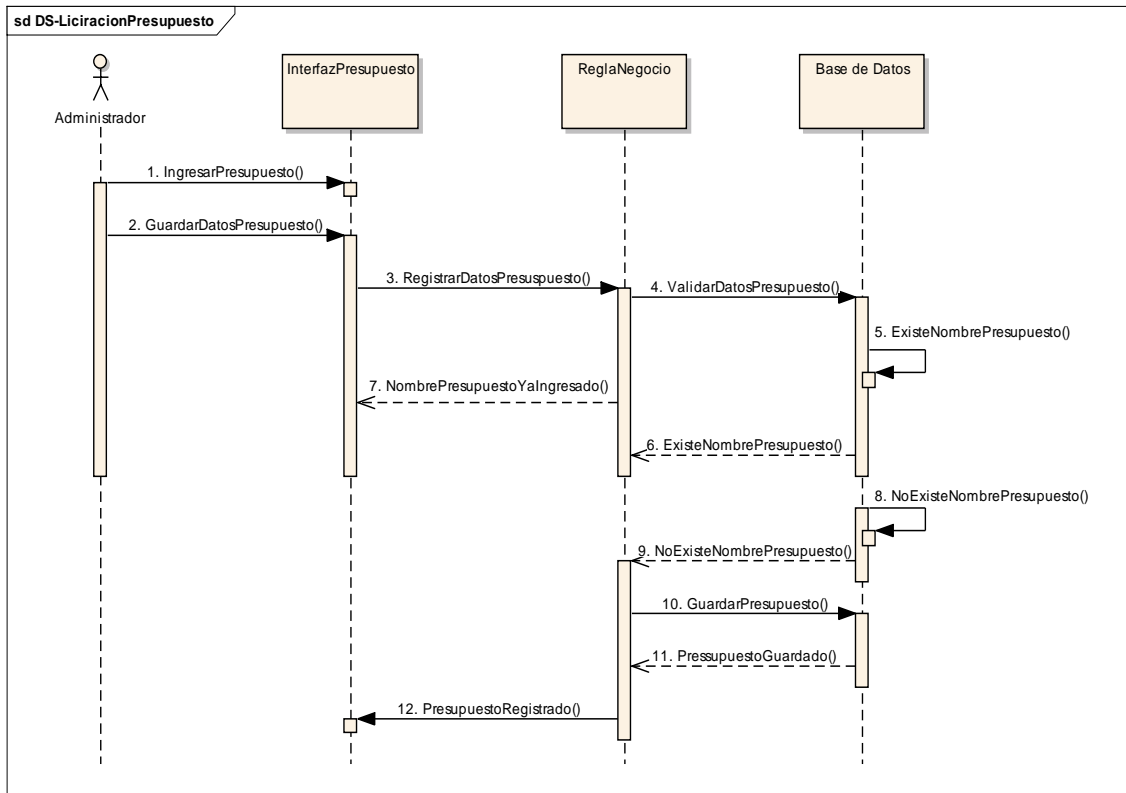 sd DS-LiciracionPresupuesto
Administrador
InterfazPresupuesto
ReglaNegocio
Base de Datos
1. IngresarPresupuesto()
2. GuardarDatosPresupuesto()
3. RegistrarDatosPresuspuesto()
4. ValidarDatosPresupuesto()
5. ExisteNombrePresupuesto()
7. NombrePresupuestoYaIngresado()
6. ExisteNombrePresupuesto()
8. NoExisteNombrePresupuesto()
9. NoExisteNombrePresupuesto()
10. GuardarPresupuesto()
11. PressupuestoGuardado()
12. PresupuestoRegistrado()